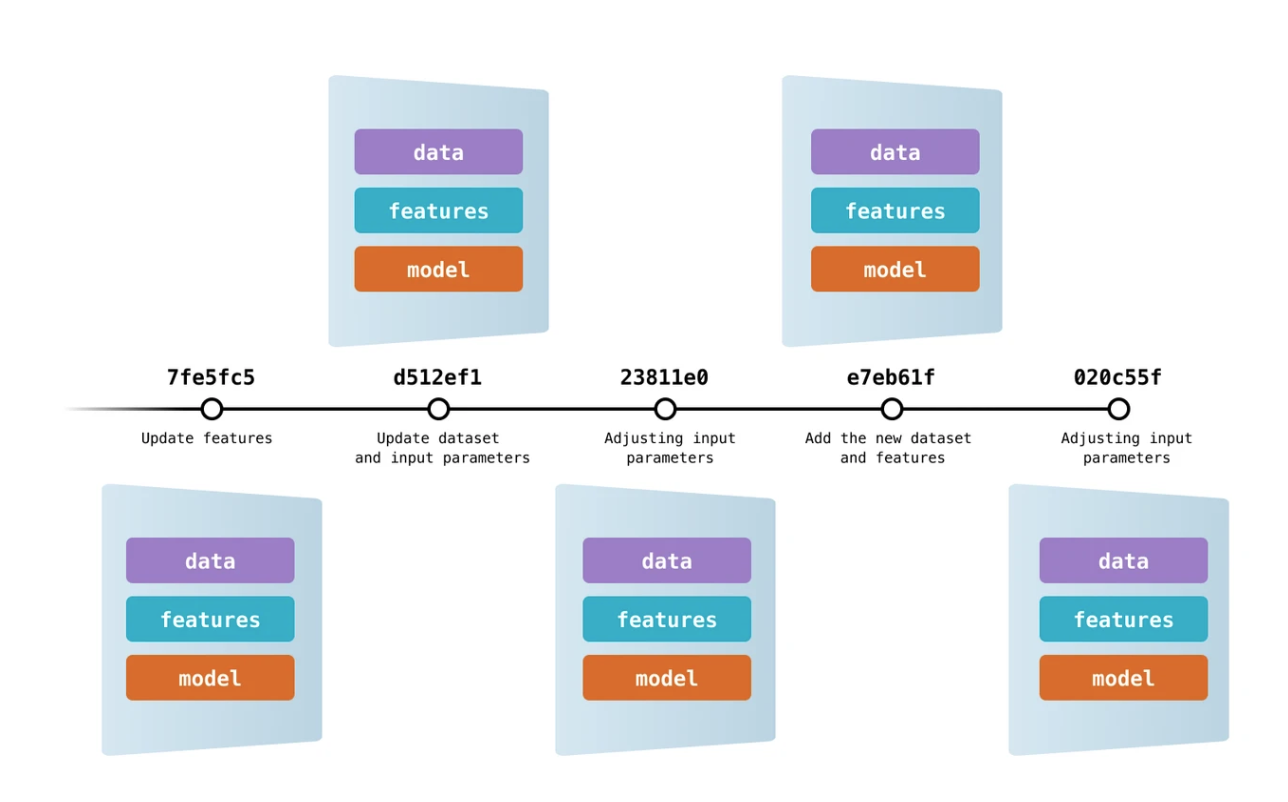 data
features
model
data
features
model
7fe5fc5
d512ef1
23811e0
e7eb61f
020c55f
Update features
Update dataset
and input parameters
Adjusting input
parameters
Add the new dataset
and features
Adjusting input
parameters
data
features
model
data
features
model
data
features
model